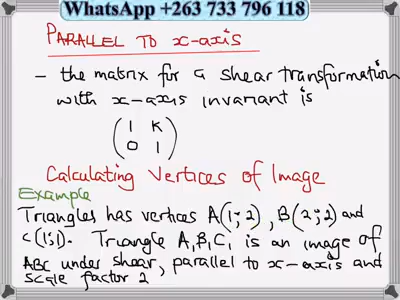 WhatsApp +263 733 796 118
PARALLEL TO x-axis
- the matrix for a shear transformation
with x-axis invariant is
(1 K
0 1)
Calculating Vertices of Image
Example
Triangles has vertices A(1;2), B(2;2) and
C(1;1). Triangle A₁B₁C₁ is an image of
ABC under shear, parallel to x-axis and
scale factor 2